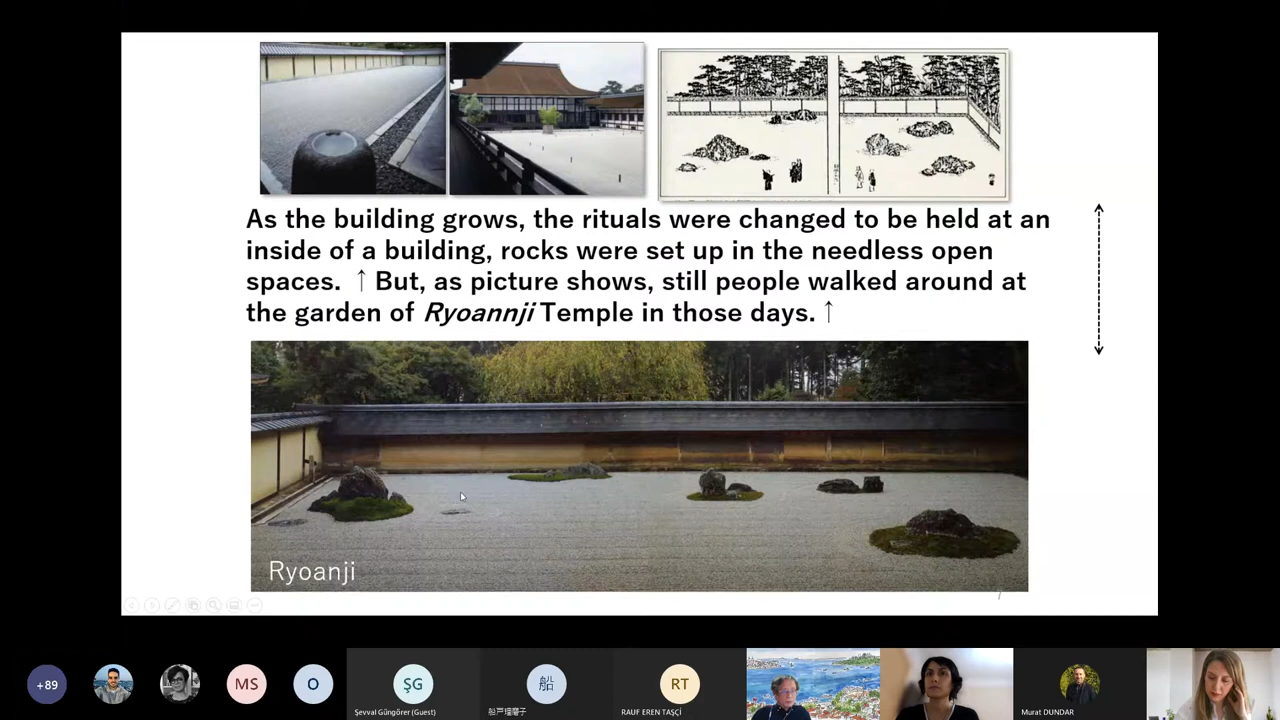 As the building grows, the rituals were changed to be held at an
inside of a building, rocks were set up in the needless open
spaces. ↑ But, as picture shows, still people walked around at
the garden of Ryoannji Temple in those days. ↑
Ryoanji
7
+89
MS
O
ŞG
船
RT
Şevval Güngörer (Guest)
RAUF EREN TAŞÇİ
Murat DUNDAR